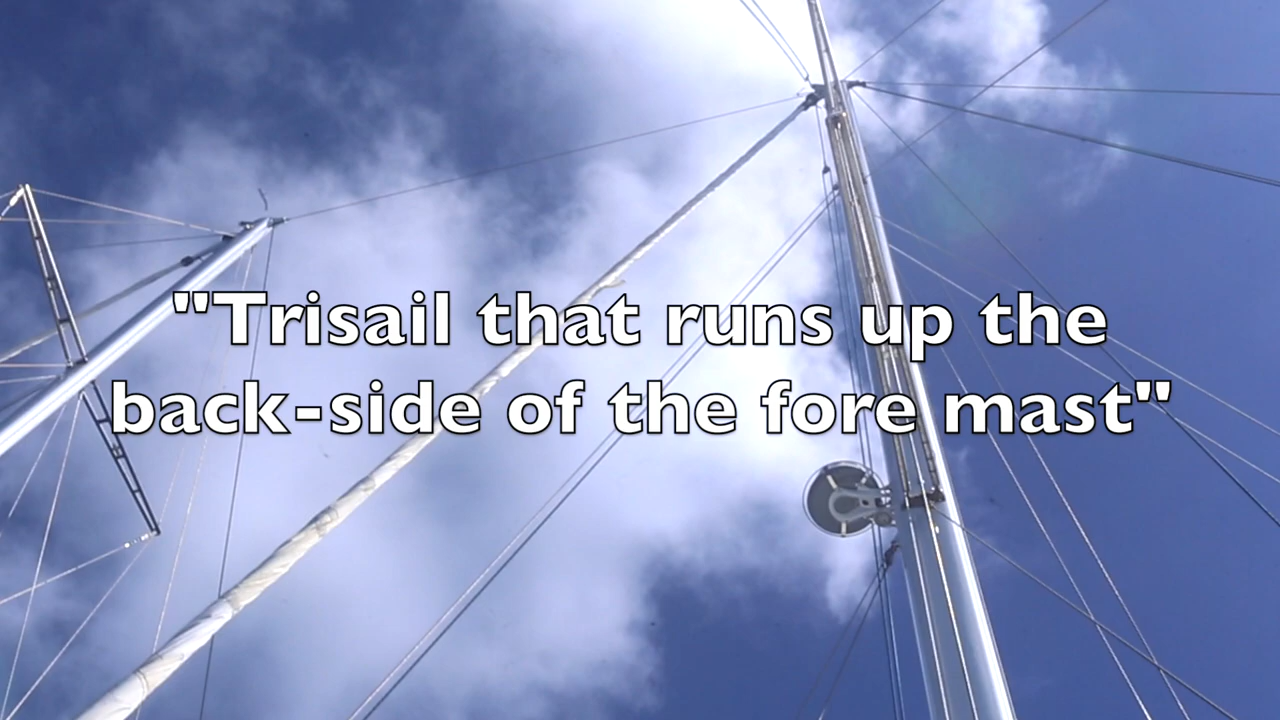 "Trisail that runs up the
back-side of the fore mast"